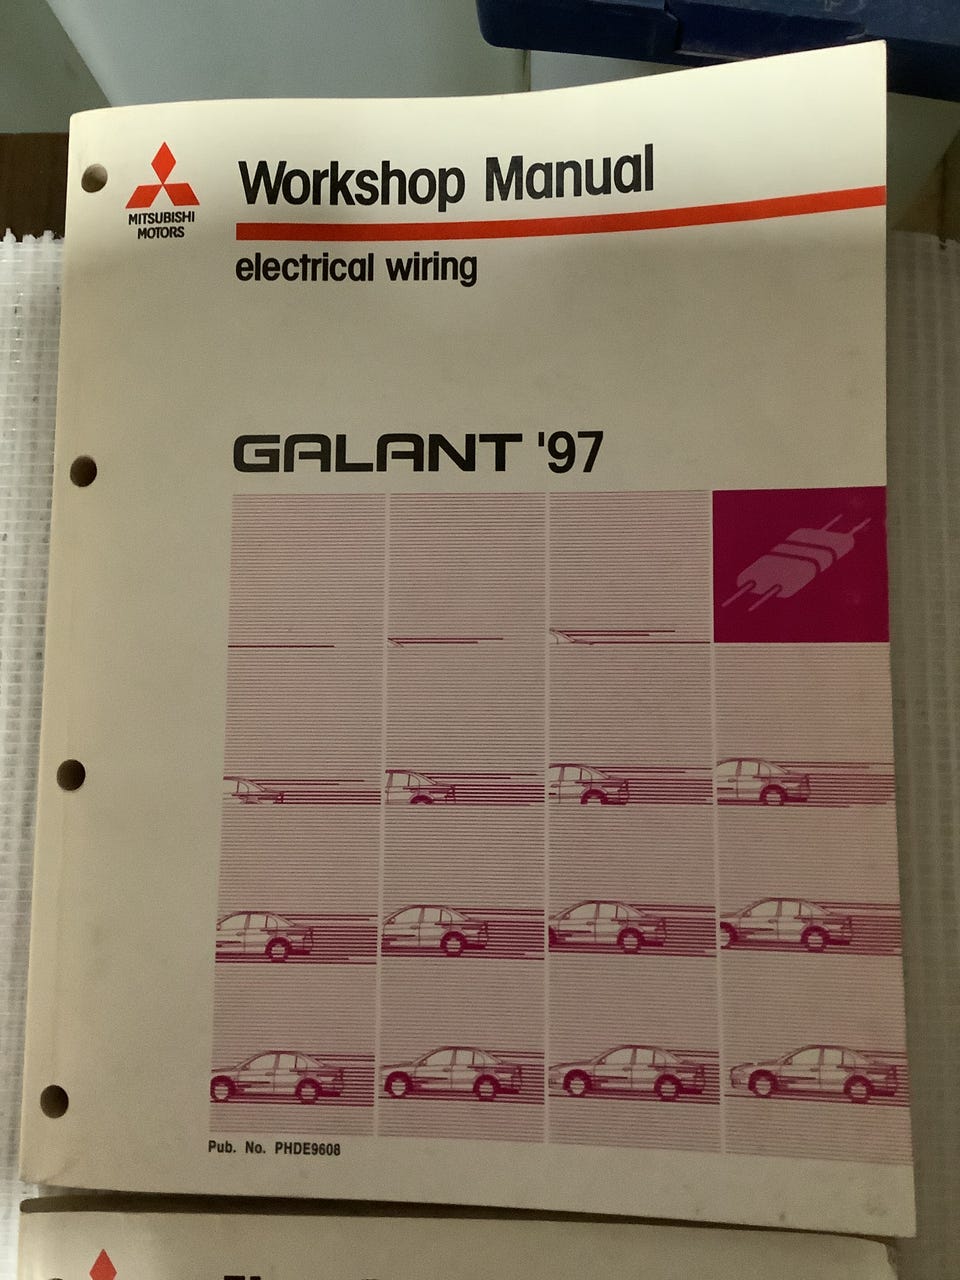 MITSUBISHI
MOTORS
Workshop Manual
electrical wiring
GALANT '97
Pub. No. PHDE9608